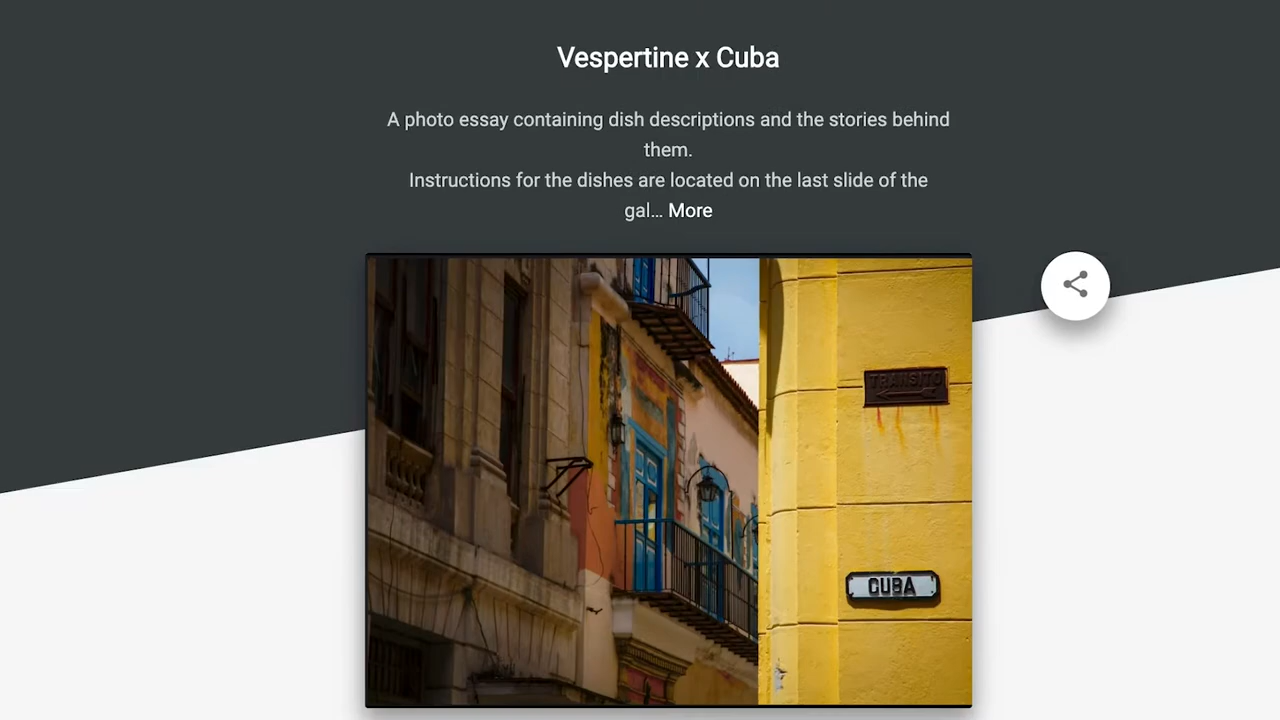 Vespertine x Cuba
A photo essay containing dish descriptions and the stories behind
them.
Instructions for the dishes are located on the last slide of the
gal... More
TRANSITO
CUBA